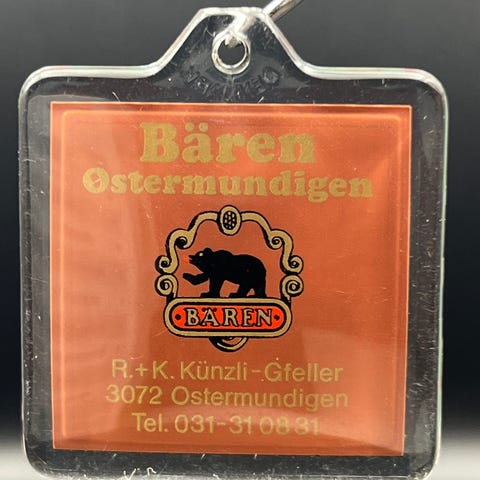 Bären
Ostermundigen
BÄREN
R.+K. Künzli-Gfeller
3072 Ostermundigen
Tel. 031-31 08 31